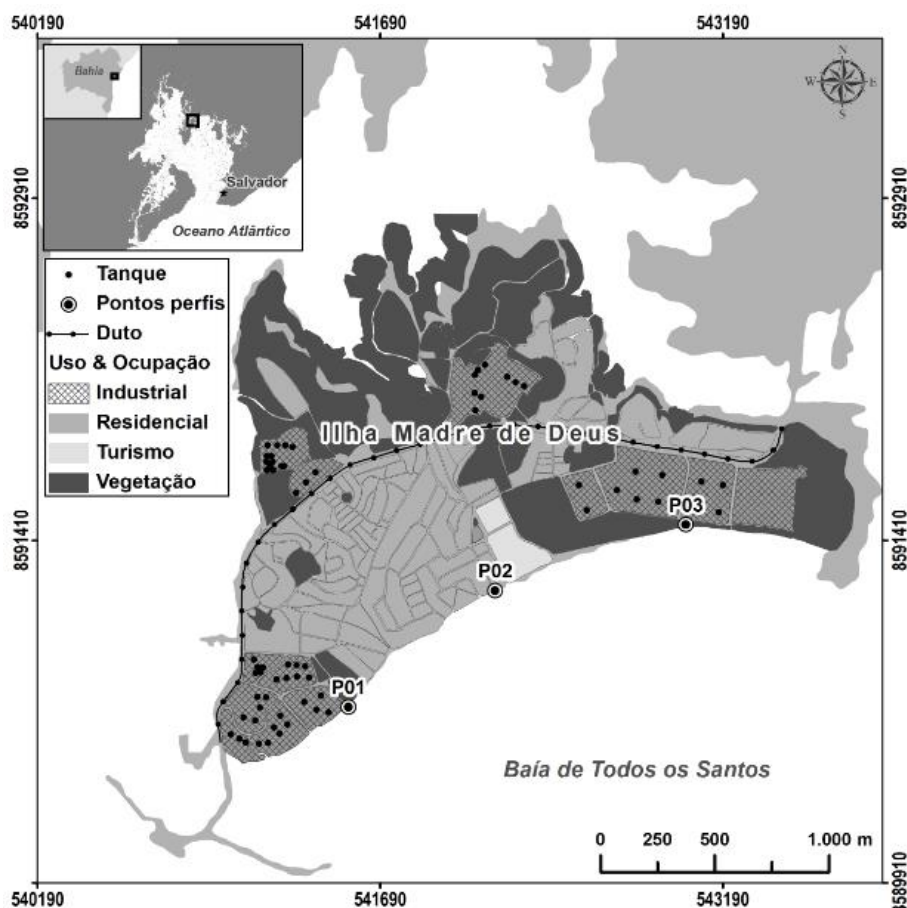 540190
541690
543190
Bahia
Salvador
Oceano Atlântico
N
W
E
S
8592910
8592910
Tanque
Pontos perfis
Duto
Uso & Ocupação
Industrial
Residencial
Turismo
Vegetação
Ilha Madre de Deus
P03
8591410
8591410
P02
P01
Baía de Todos os Santos
0
250
500
1.000 m
8589910
540190
541690
543190